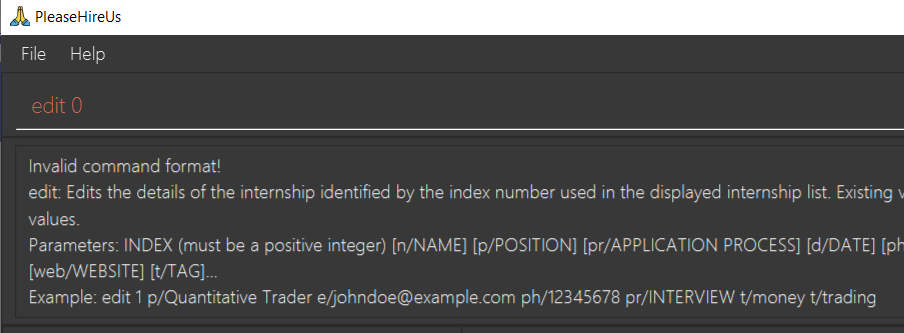 PleaseHireUs
File Help
edit 0
Invalid command format!
edit: Edits the details of the internship identified by the index number used in the displayed internship list. Existing v
values.
Parameters: INDEX (must be a positive integer) [n/NAME] [p/POSITION] [pr/APPLICATION PROCESS] [d/DATE] [ph
[web/WEBSITE] [t/TAG]...
Example: edit 1 p/Quantitative Trader e/johndoe@example.com ph/12345678 pr/INTERVIEW t/money t/trading